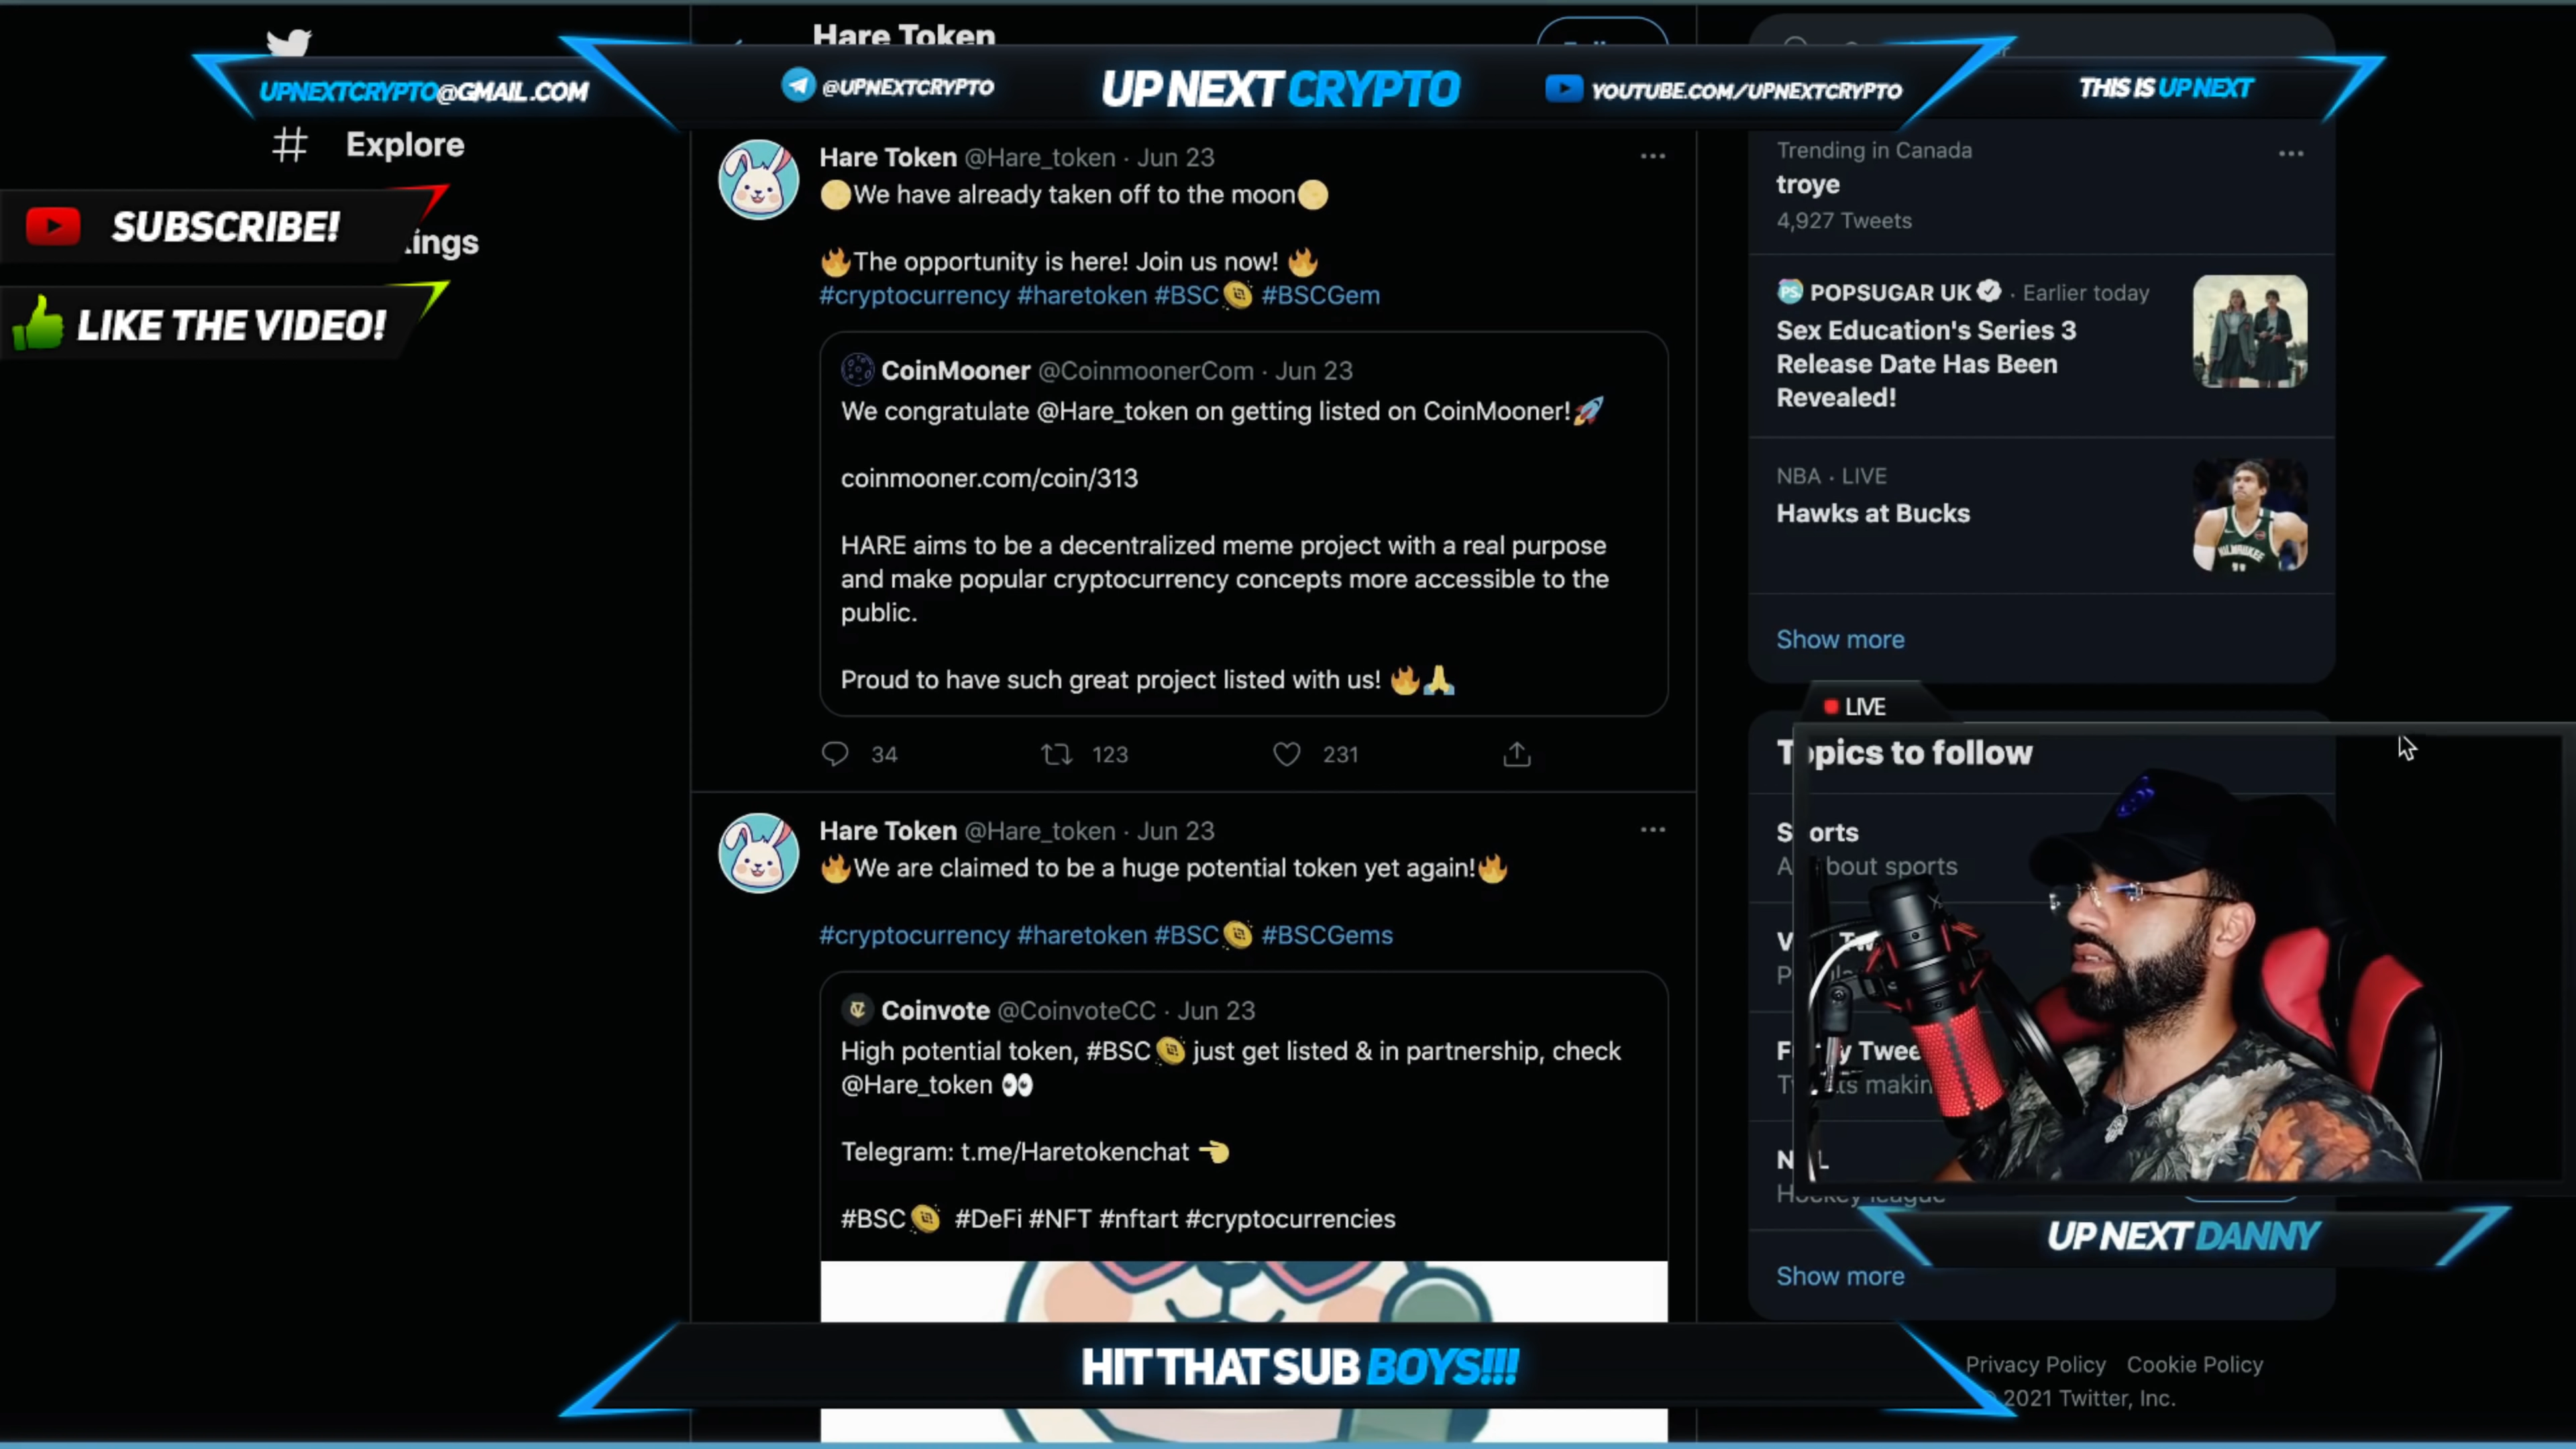 Hare Token
UPNEXTCRYPTO@GMAIL.COM
@UPNEXTCRYPTO
UP NEXT CRYPTO
YOUTUBE.COM/UPNEXTCRYPTO
THIS IS UP NEXT
# Explore
SUBSCRIBE!
LIKE THE VIDEO!
Hare Token @Hare_token · Jun 23
We have already taken off to the moon
The opportunity is here! Join us now!
#cryptocurrency #haretoken #BSC #BSCGem
CoinMooner @CoinmoonerCom · Jun 23
We congratulate @Hare_token on getting listed on CoinMooner!
coinmooner.com/coin/313
HARE aims to be a decentralized meme project with a real purpose
and make popular cryptocurrency concepts more accessible to the
public.
Proud to have such great project listed with us!
34 123 231
Hare Token @Hare_token · Jun 23
We are claimed to be a huge potential token yet again!
#cryptocurrency #haretoken #BSC #BSCGems
Coinvote @CoinvoteCC · Jun 23
High potential token, #BSC just get listed & in partnership, check
@Hare_token
Telegram: t.me/Haretokenchat
#BSC #DeFi #NFT #nftart #cryptocurrencies
Trending in Canada
troye
4,927 Tweets
POPSUGAR UK · Earlier today
Sex Education's Series 3
Release Date Has Been
Revealed!
NBA · LIVE
Hawks at Bucks
MILWAUKEE
Show more
LIVE
Topics to follow
Sports
All about sports
UP NEXT DANNY
Show more
HIT THAT SUB BOYS!!!
Privacy Policy Cookie Policy
© 2021 Twitter, Inc.